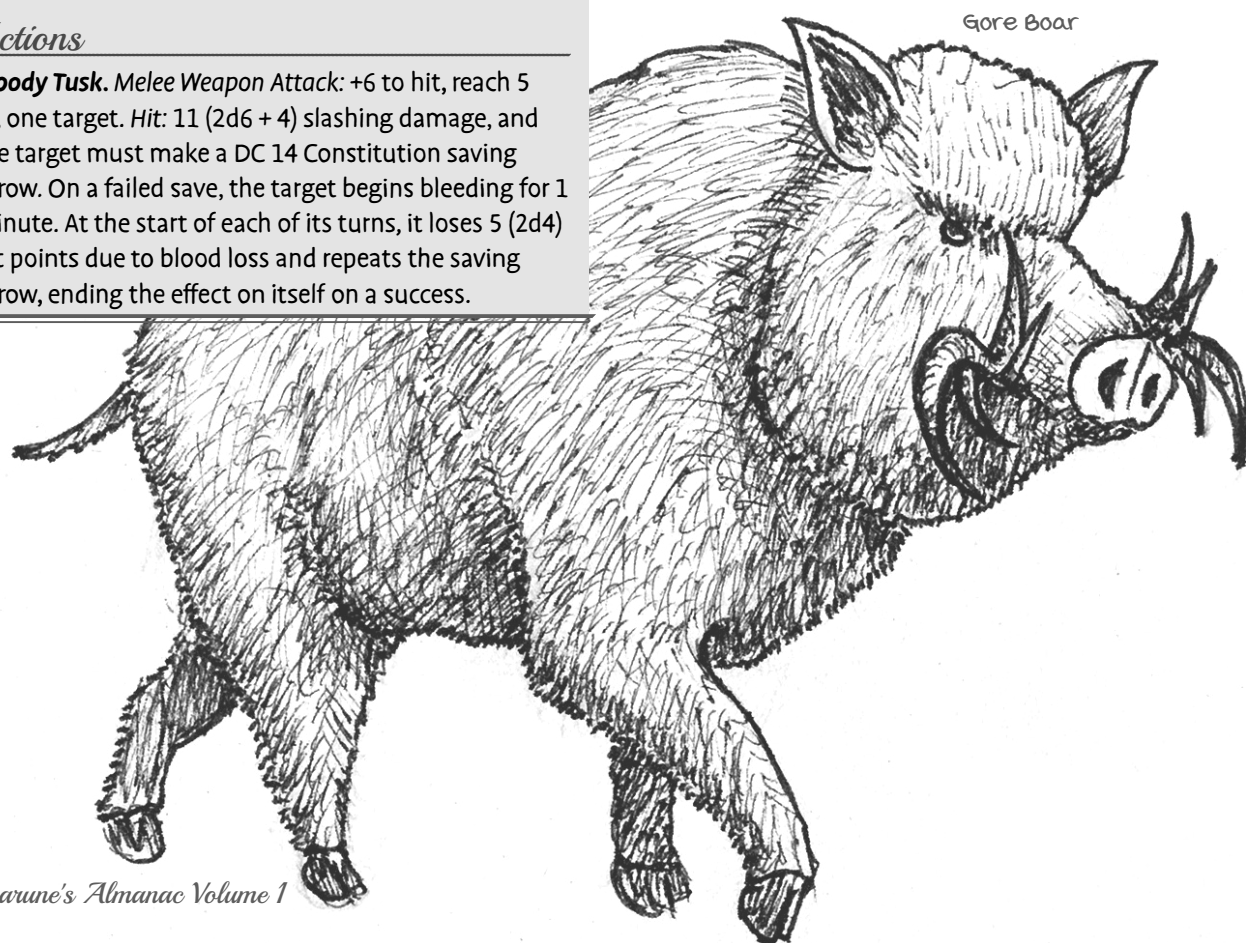 Gore Boar
ctions
oody Tusk. Melee Weapon Attack: +6 to hit, reach 5
, one target. Hit: 11 (2d6 + 4) slashing damage, and
e target must make a DC 14 Constitution saving
row. On a failed save, the target begins bleeding for 1
inute. At the start of each of its turns, it loses 5 (2d4)
t points due to blood loss and repeats the saving
row, ending the effect on itself on a success.
arune's Almanac Volume 1